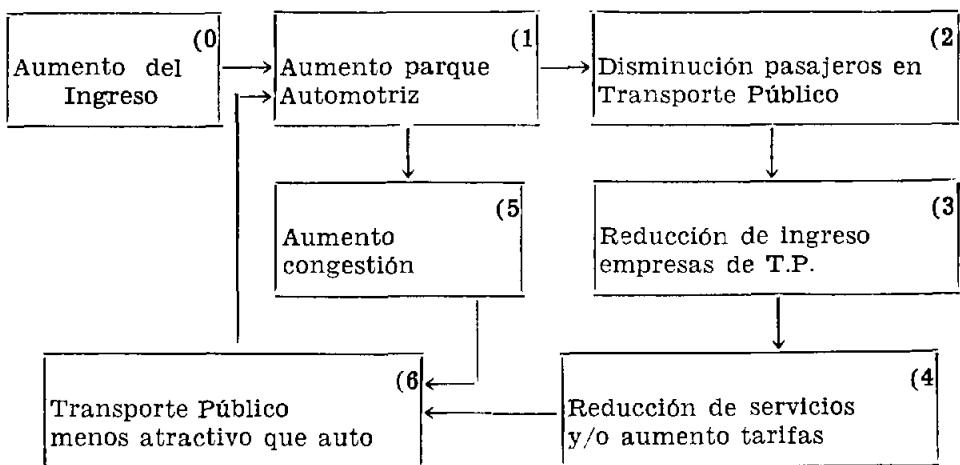 (0
Aumento del
Ingreso
(1
Aumento parque
Automotriz
(2
Disminución pasajeros en
Transporte Público
(5
Aumento
congestión
(3
Reducción de ingreso
empresas de T.P.
(6
Transporte Público
menos atractivo que auto
(4
Reducción de servicios
y/o aumento tarifas